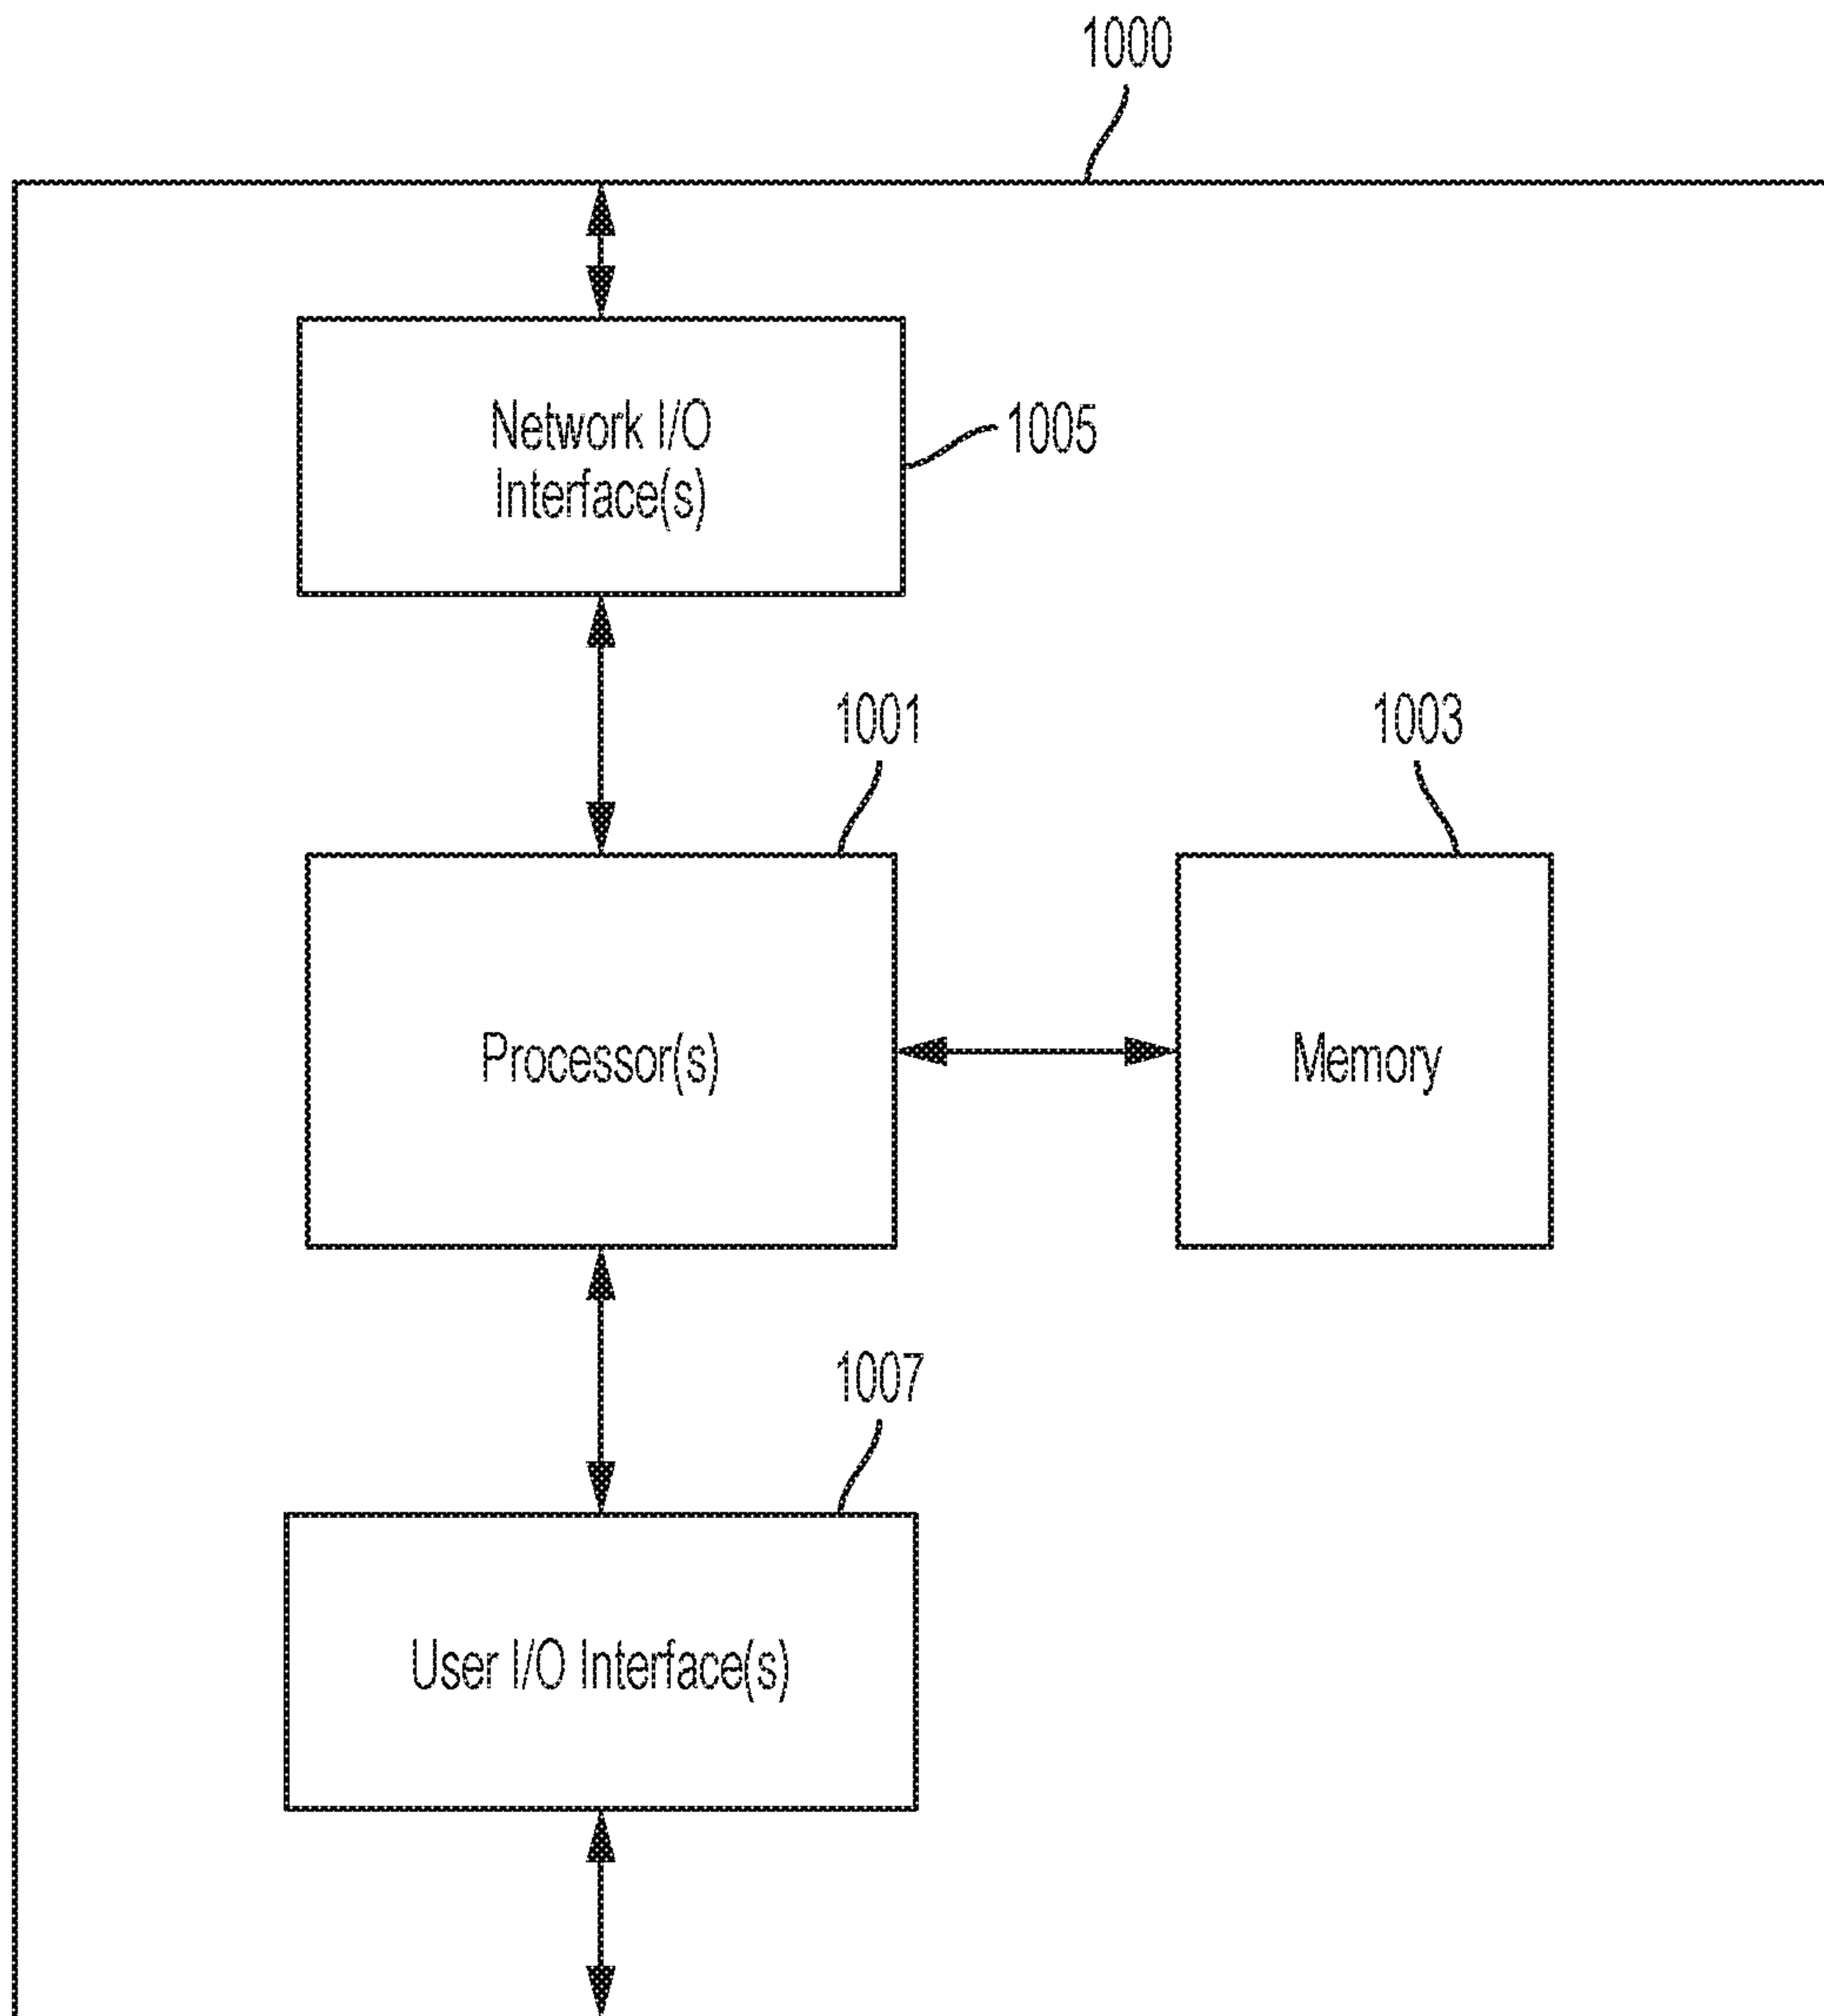 1000
Network I/O
Interface(s)
1005
1001
1003
Processor(s)
Memory
1007
User I/O Interface(s)